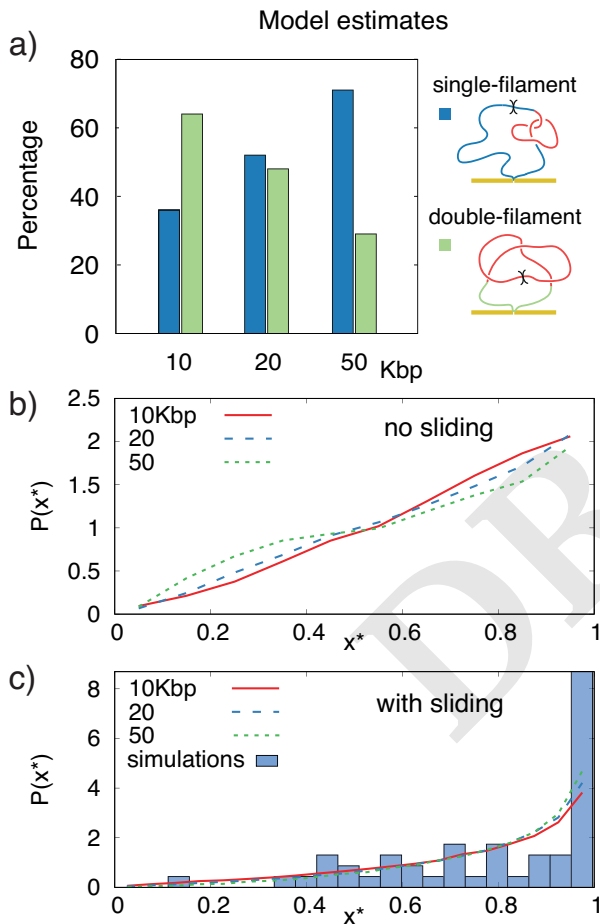 Model estimates
a)
80
60
40
20
0
Percentage
10 20 50 Kbp
single-filament
double-filament
b)
2.5
2
1.5
1
0.5
0
P(x*)
10Kbp
20
50
no sliding
0 0.2 0.4 0.6 0.8 1
x*
c)
8
6
4
2
0
P(x*)
10Kbp
20
50
simulations
with sliding
0 0.2 0.4 0.6 0.8 1
x*
DR